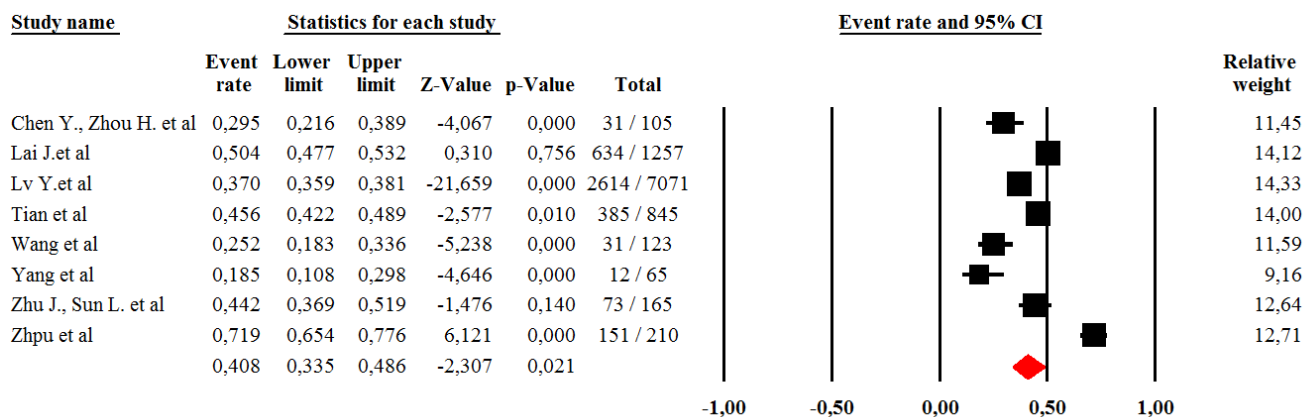 Study name Statistics for each study Event rate and 95% CI
Event Lower Upper Relative
rate limit limit Z-Value p-Value Total weight
Chen Y., Zhou H. et al 0,295 0,216 0,389 -4,067 0,000 31 / 105 11,45
Lai J.et al 0,504 0,477 0,532 0,310 0,756 634 / 1257 14,12
Lv Y.et al 0,370 0,359 0,381 -21,659 0,000 2614 / 7071 14,33
Tian et al 0,456 0,422 0,489 -2,577 0,010 385 / 845 14,00
Wang et al 0,252 0,183 0,336 -5,238 0,000 31 / 123 11,59
Yang et al 0,185 0,108 0,298 -4,646 0,000 12 / 65 9,16
Zhu J., Sun L. et al 0,442 0,369 0,519 -1,476 0,140 73 / 165 12,64
Zhpu et al 0,719 0,654 0,776 6,121 0,000 151 / 210 12,71
0,408 0,335 0,486 -2,307 0,021
-1,00 -0,50 0,00 0,50 1,00